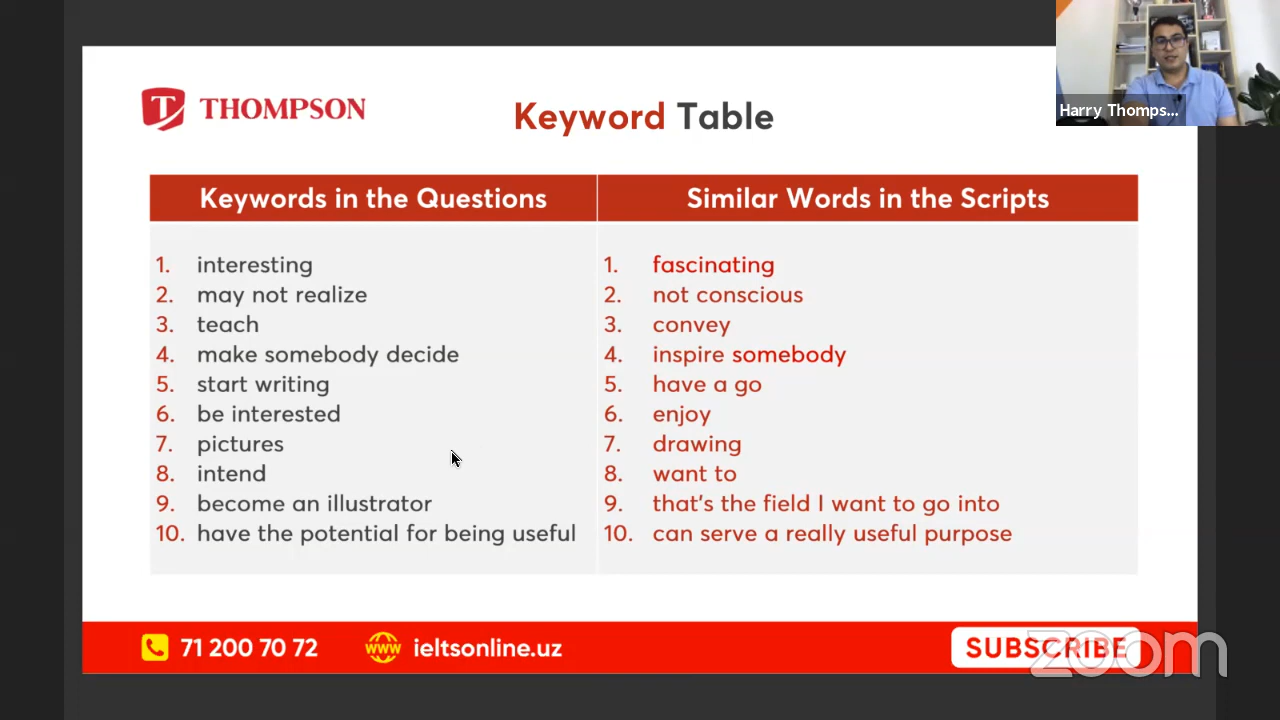 THOMPSON
Keyword Table
Harry Thomps...
Keywords in the Questions
Similar Words in the Scripts
1. interesting
2. may not realize
3. teach
4. make somebody decide
5. start writing
6. be interested
7. pictures
8. intend
9. become an illustrator
10. have the potential for being useful
1. fascinating
2. not conscious
3. convey
4. inspire somebody
5. have a go
6. enjoy
7. drawing
8. want to
9. that's the field I want to go into
10. can serve a really useful purpose
71 200 70 72
www
ieltsonline.uz
SUBSCRIBE
zoom